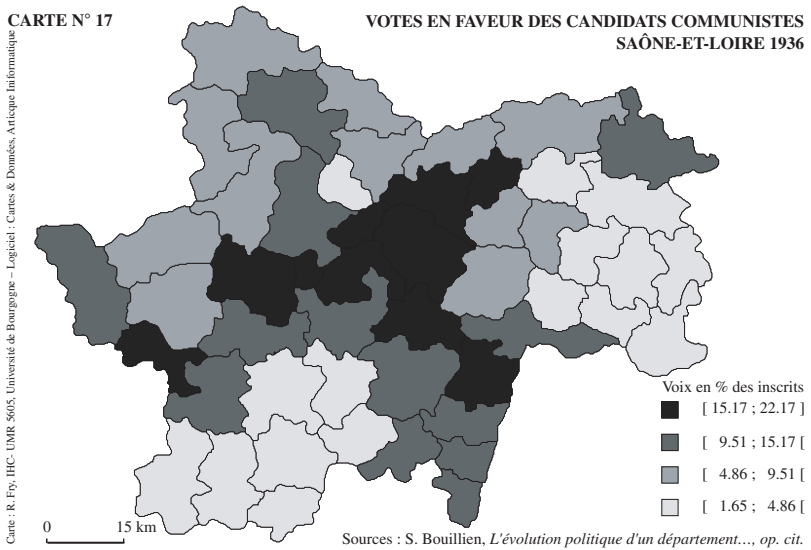 CARTE N° 17
VOTES EN FAVEUR DES CANDIDATS COMMUNISTES
SAÔNE-ET-LOIRE 1936
Carte : R. Fry, IHC- UMR 5605, Université de Bourgogne – Logiciel : Cartes & Données, Articque Iniformatique
Voix en % des inscrits
[ 15.17 ; 22.17 ]
[ 9.51 ; 15.17 [
[ 4.86 ; 9.51 [
[ 1.65 ; 4.86 [
0 15 km
Sources : S. Bouillien, L'évolution politique d'un département…, op. cit.